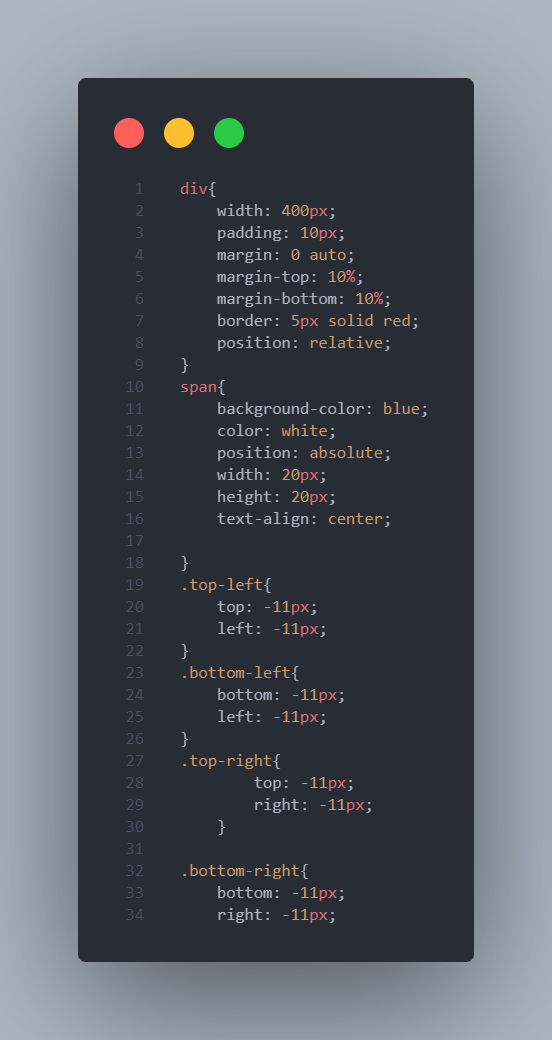 1 div{
2     width: 400px;
3     padding: 10px;
4     margin: 0 auto;
5     margin-top: 10%;
6     margin-bottom: 10%;
7     border: 5px solid red;
8     position: relative;
9 }
10 span{
11     background-color: blue;
12     color: white;
13     position: absolute;
14     width: 20px;
15     height: 20px;
16     text-align: center;
17
18 }
19 .top-left{
20     top: -11px;
21     left: -11px;
22 }
23 .bottom-left{
24     bottom: -11px;
25     left: -11px;
26 }
27 .top-right{
28         top: -11px;
29         right: -11px;
30     }
31
32 .bottom-right{
33     bottom: -11px;
34     right: -11px;